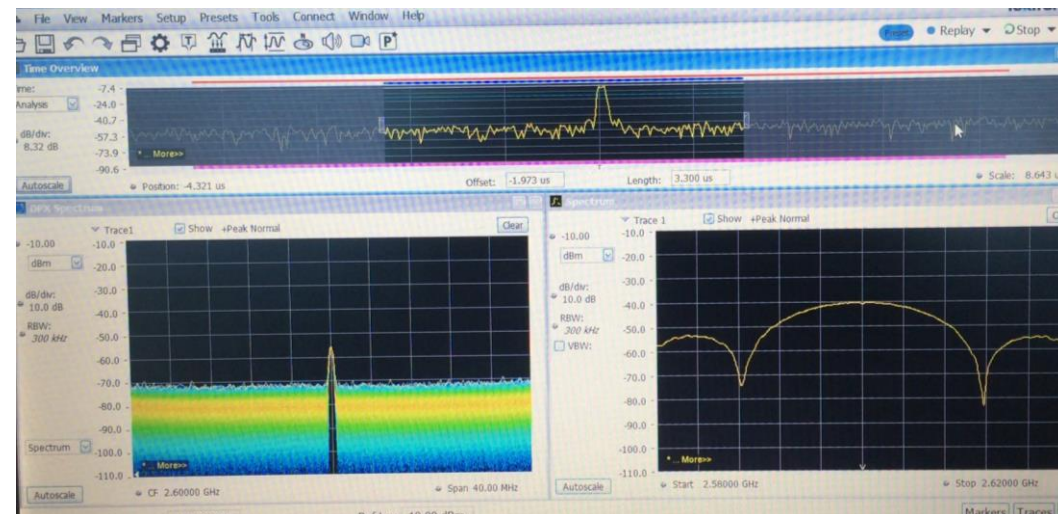 File View Markers Setup Presets Tools Connect Window Help
Preset Replay Stop
Time Overview
Analysis
dB/div:
8.32 dB
-7.4
-24.0
-40.7
-57.3
-73.9
-90.6
* ... More>>
Autoscale
Position: -4.321 us
Offset: -1.973 us
Length: 3.300 us
Scale: 8.643 u
DPX Spectrum
Trace1 Show +Peak Normal Clear
-10.00
dBm
dB/div:
10.0 dB
RBW:
300 kHz
-10.0
-20.0
-30.0
-40.0
-50.0
-60.0
-70.0
-80.0
-90.0
-100.0
-110.0
Spectrum
* ... More>>
Autoscale
CF 2.60000 GHz
Span 40.00 MHz
Spectrum
Trace 1 Show +Peak Normal
-10.00
dBm
dB/div:
10.0 dB
RBW:
300 kHz
VBW:
-10.0
-20.0
-30.0
-40.0
-50.0
-60.0
-70.0
-80.0
-90.0
-100.0
-110.0
* ... More>>
Autoscale
Start 2.58000 GHz
Stop 2.62000 GHz
Markers Traces